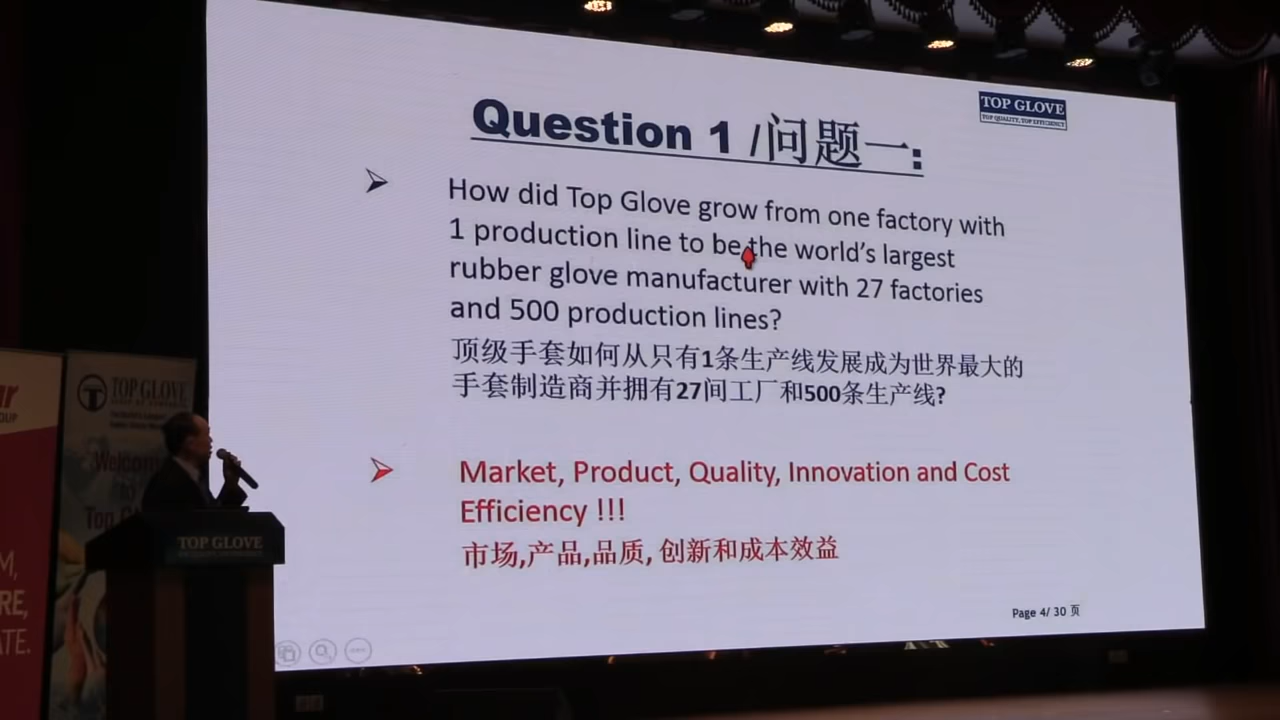 TOP GLOVE
TOP QUALITY, TOP EFFICIENCY
Question 1 /问题一:
How did Top Glove grow from one factory with
1 production line to be the world's largest
rubber glove manufacturer with 27 factories
and 500 production lines?
顶级手套如何从只有1条生产线发展成为世界最大的
手套制造商并拥有27间工厂和500条生产线?
Market, Product, Quality, Innovation and Cost
Efficiency !!!
市场,产品,品质, 创新和成本效益
Page 4/ 30 页
TOP GLOVE
Welcome
to
Top
TOP GLOVE